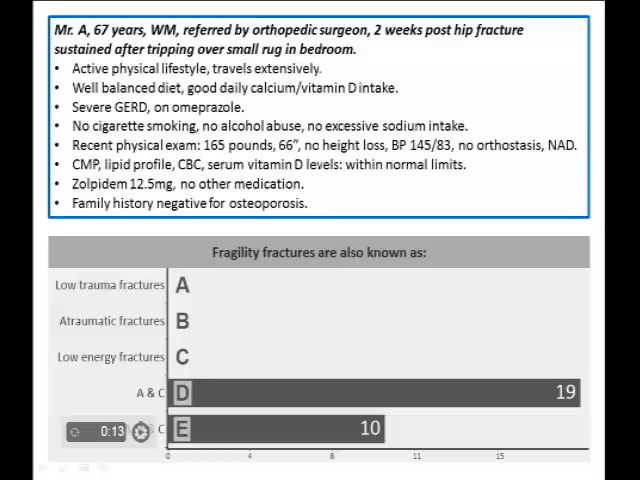 Mr. A, 67 years, WM, referred by orthopedic surgeon, 2 weeks post hip fracture
sustained after tripping over small rug in bedroom.
• Active physical lifestyle, travels extensively.
• Well balanced diet, good daily calcium/vitamin D intake.
• Severe GERD, on omeprazole.
• No cigarette smoking, no alcohol abuse, no excessive sodium intake.
• Recent physical exam: 165 pounds, 66”, no height loss, BP 145/83, no orthostasis, NAD.
• CMP, lipid profile, CBC, serum vitamin D levels: within normal limits.
• Zolpidem 12.5mg, no other medication.
• Family history negative for osteoporosis.
Fragility fractures are also known as:
Low trauma fractures A
Atraumatic fractures B
Low energy fractures C
A & C D 19
0:13 & C E 10
0 4 8 11 15